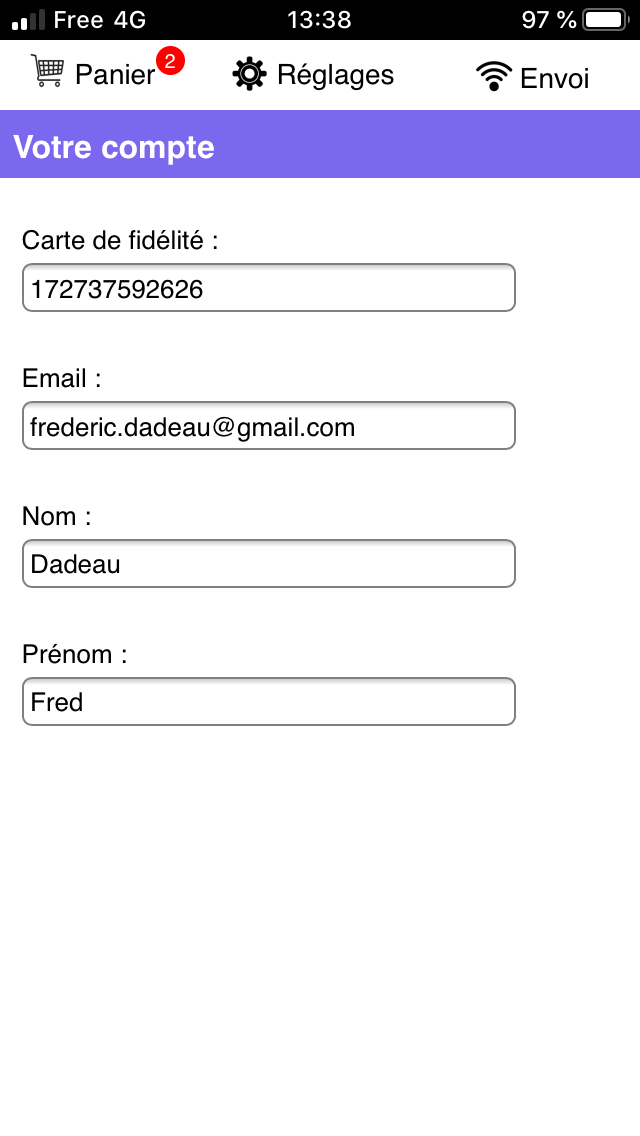 Free 4G 13:38 97 %
Panier 2 Réglages Envoi
Votre compte
Carte de fidélité :
172737592626
Email :
frederic.dadeau@gmail.com
Nom :
Dadeau
Prénom :
Fred